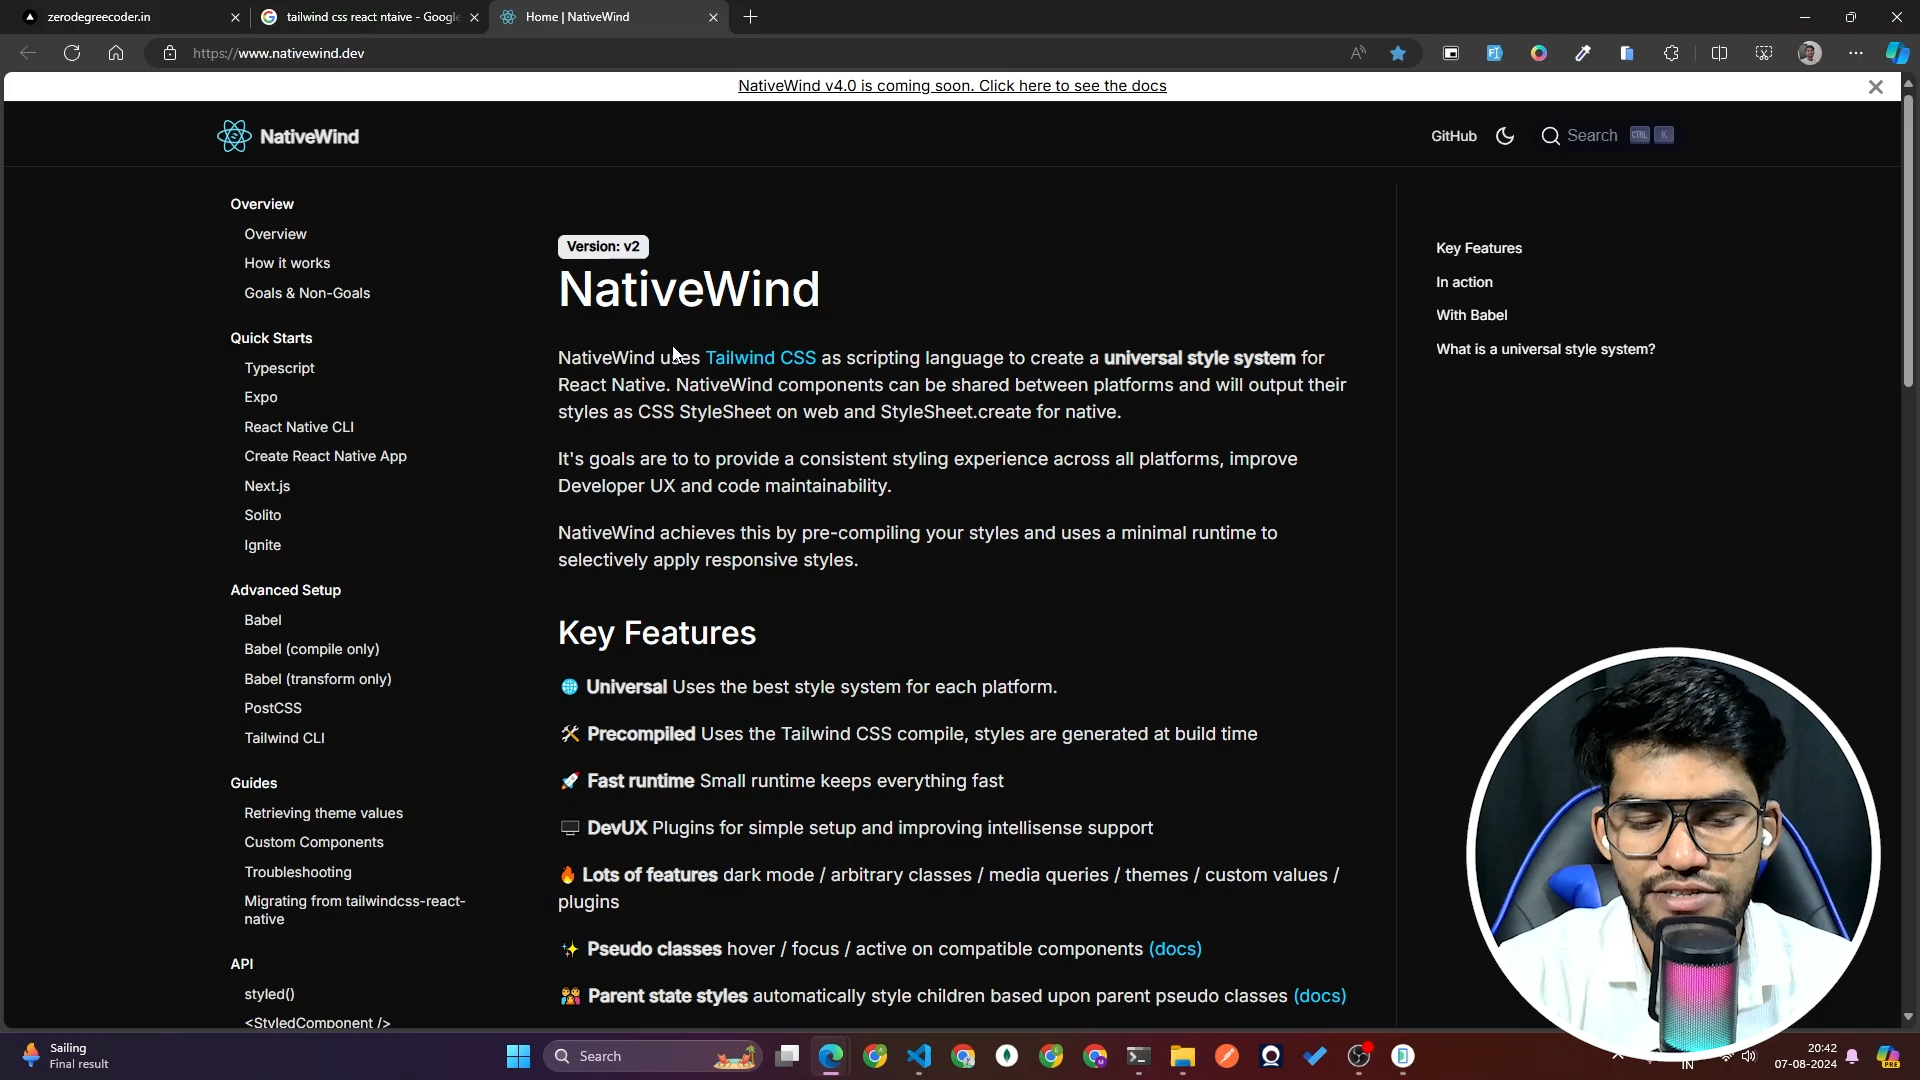 zerodegreecoder.in
tailwind css react ntaive - Google
Home | NativeWind
https://www.nativewind.dev
NativeWind v4.0 is coming soon. Click here to see the docs
NativeWind
GitHub
Search
CTRL K
Overview
Overview
How it works
Goals & Non-Goals
Quick Starts
Typescript
Expo
React Native CLI
Create React Native App
Next.js
Solito
Ignite
Advanced Setup
Babel
Babel (compile only)
Babel (transform only)
PostCSS
Tailwind CLI
Guides
Retrieving theme values
Custom Components
Troubleshooting
Migrating from tailwindcss-react-
native
API
styled()
<StyledComponent />
Version: v2
NativeWind
NativeWind uses Tailwind CSS as scripting language to create a universal style system for
React Native. NativeWind components can be shared between platforms and will output their
styles as CSS StyleSheet on web and StyleSheet.create for native.
It's goals are to to provide a consistent styling experience across all platforms, improve
Developer UX and code maintainability.
NativeWind achieves this by pre-compiling your styles and uses a minimal runtime to
selectively apply responsive styles.
Key Features
🌐 Universal Uses the best style system for each platform.
🛠 Precompiled Uses the Tailwind CSS compile, styles are generated at build time
🚀 Fast runtime Small runtime keeps everything fast
🖥 DevUX Plugins for simple setup and improving intellisense support
🔥 Lots of features dark mode / arbitrary classes / media queries / themes / custom values /
plugins
✨ Pseudo classes hover / focus / active on compatible components (docs)
👪 Parent state styles automatically style children based upon parent pseudo classes (docs)
Key Features
In action
With Babel
What is a universal style system?
Sailing
Final result
Search
IN
20:42
07-08-2024
PRE